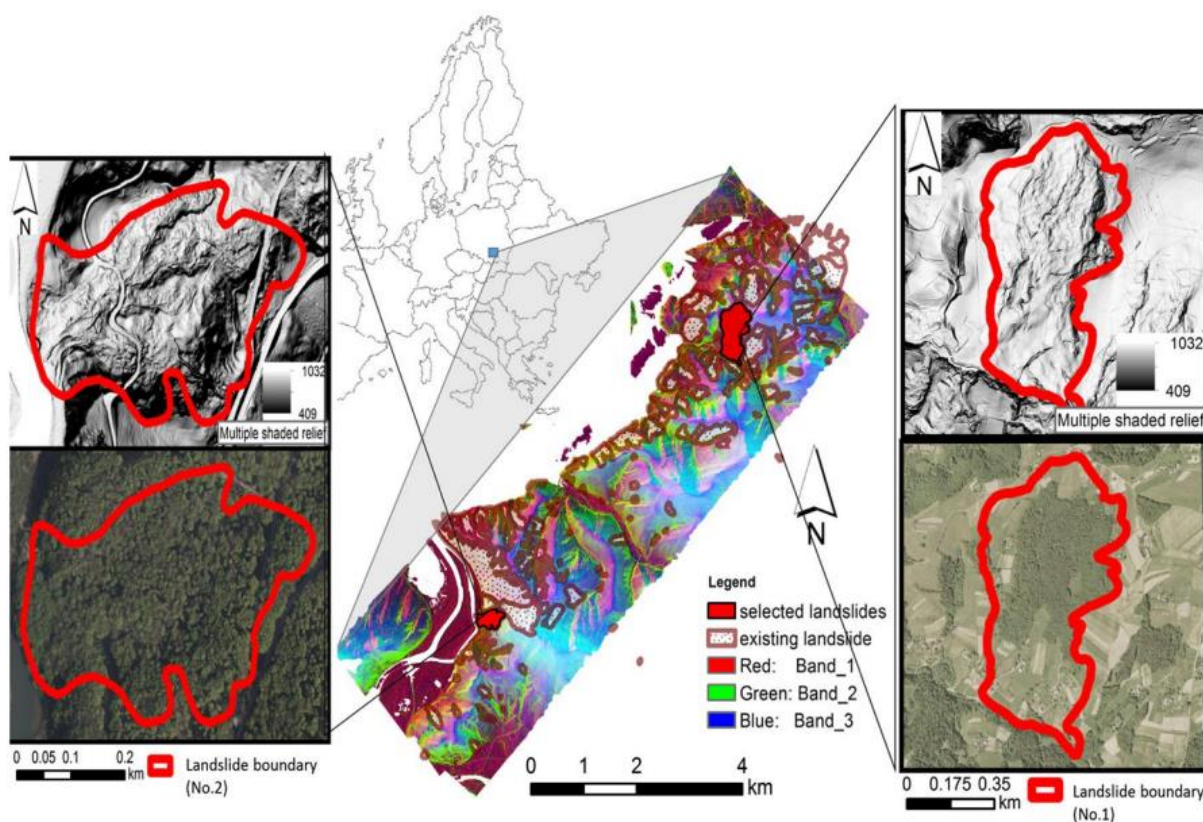 N
1032
409
Multiple shaded relief
0 0.05 0.1 0.2
km
Landslide boundary
(No.2)
N
Legend
selected landslides
existing landslide
Red: Band_1
Green: Band_2
Blue: Band_3
0 1 2 4
km
N
1032
409
Multiple shaded relief
0 0.175 0.35
km
Landslide boundary
(No.1)